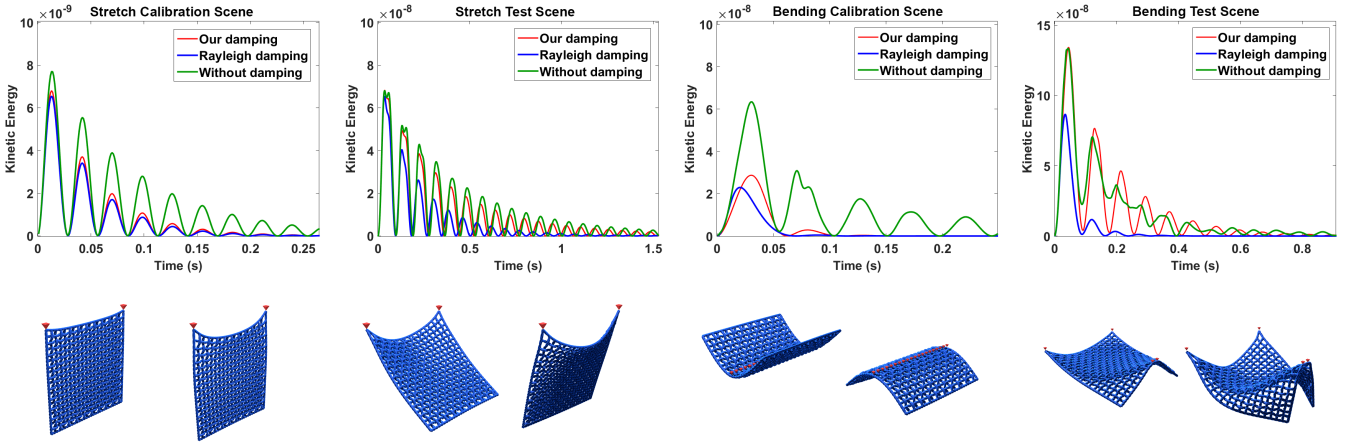 Stretch Calibration Scene
×10⁻⁹
10
8
6
4
2
0
Kinetic Energy
Our damping
Rayleigh damping
Without damping
0 0.05 0.1 0.15 0.2 0.25
Time (s)
Stretch Test Scene
×10⁻⁸
10
8
6
4
2
0
Kinetic Energy
Our damping
Rayleigh damping
Without damping
0 0.5 1 1.5
Time (s)
Bending Calibration Scene
×10⁻⁸
10
8
6
4
2
0
Kinetic Energy
Our damping
Rayleigh damping
Without damping
0 0.05 0.1 0.15 0.2
Time (s)
Bending Test Scene
×10⁻⁸
15
10
5
0
Kinetic Energy
Our damping
Rayleigh damping
Without damping
0 0.2 0.4 0.6 0.8
Time (s)